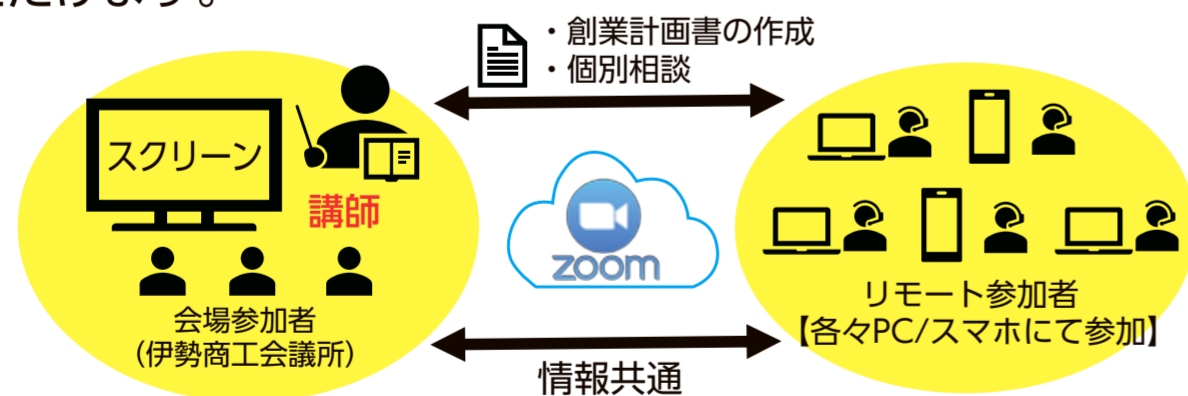 ・創業計画書の作成
・個別相談
スクリーン
講師
zoom
会場参加者
(伊勢商工会議所)
リモート参加者
【各々PC/スマホにて参加】
情報共通